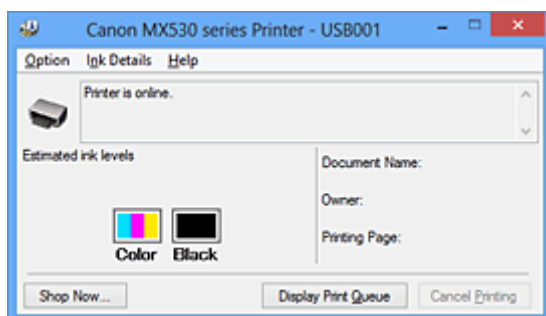 Canon MX530 series Printer - USB001
Option Ink Details Help
Printer is online.
Estimated ink levels
Document Name:
Owner:
Printing Page:
Color Black
Shop Now... Display Print Queue Cancel Printing